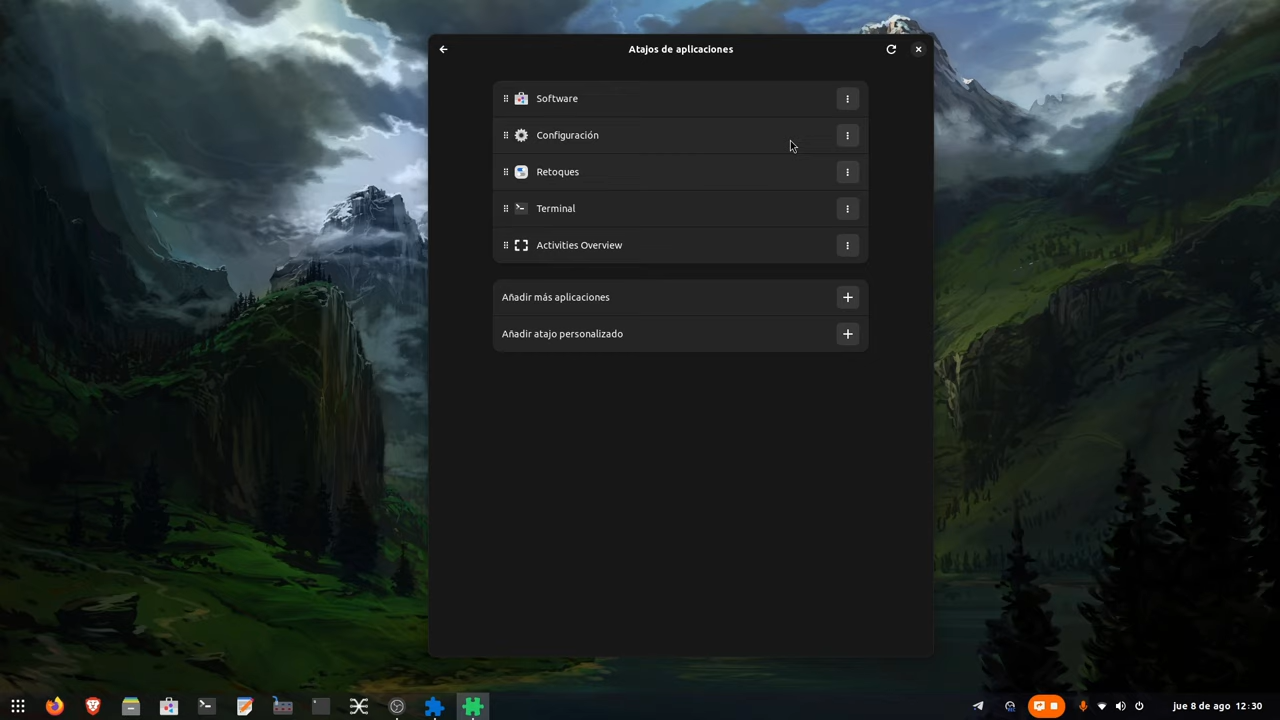 Atajos de aplicaciones
Software
Configuración
Retoques
Terminal
Activities Overview
Añadir más aplicaciones
Añadir atajo personalizado
jue 8 de ago 12:30